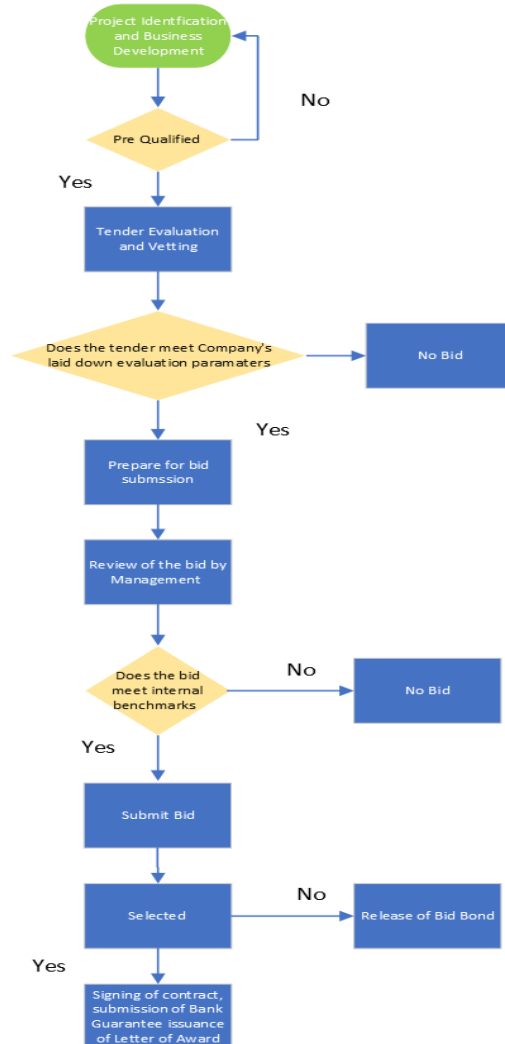 Project Identfication
and Business
Development
No
Pre Qualified
Yes
Tender Evaluation
and Vetting
Does the tender meet Company's
laid down evaluation paramaters
No Bid
Yes
Prepare for bid
submssion
Review of the bid by
Management
Does the bid
meet internal
benchmarks
No
No Bid
Yes
Submit Bid
Selected
No
Release of Bid Bond
Yes
Signing of contract,
submission of Bank
Guarantee issuance
of Letter of Award